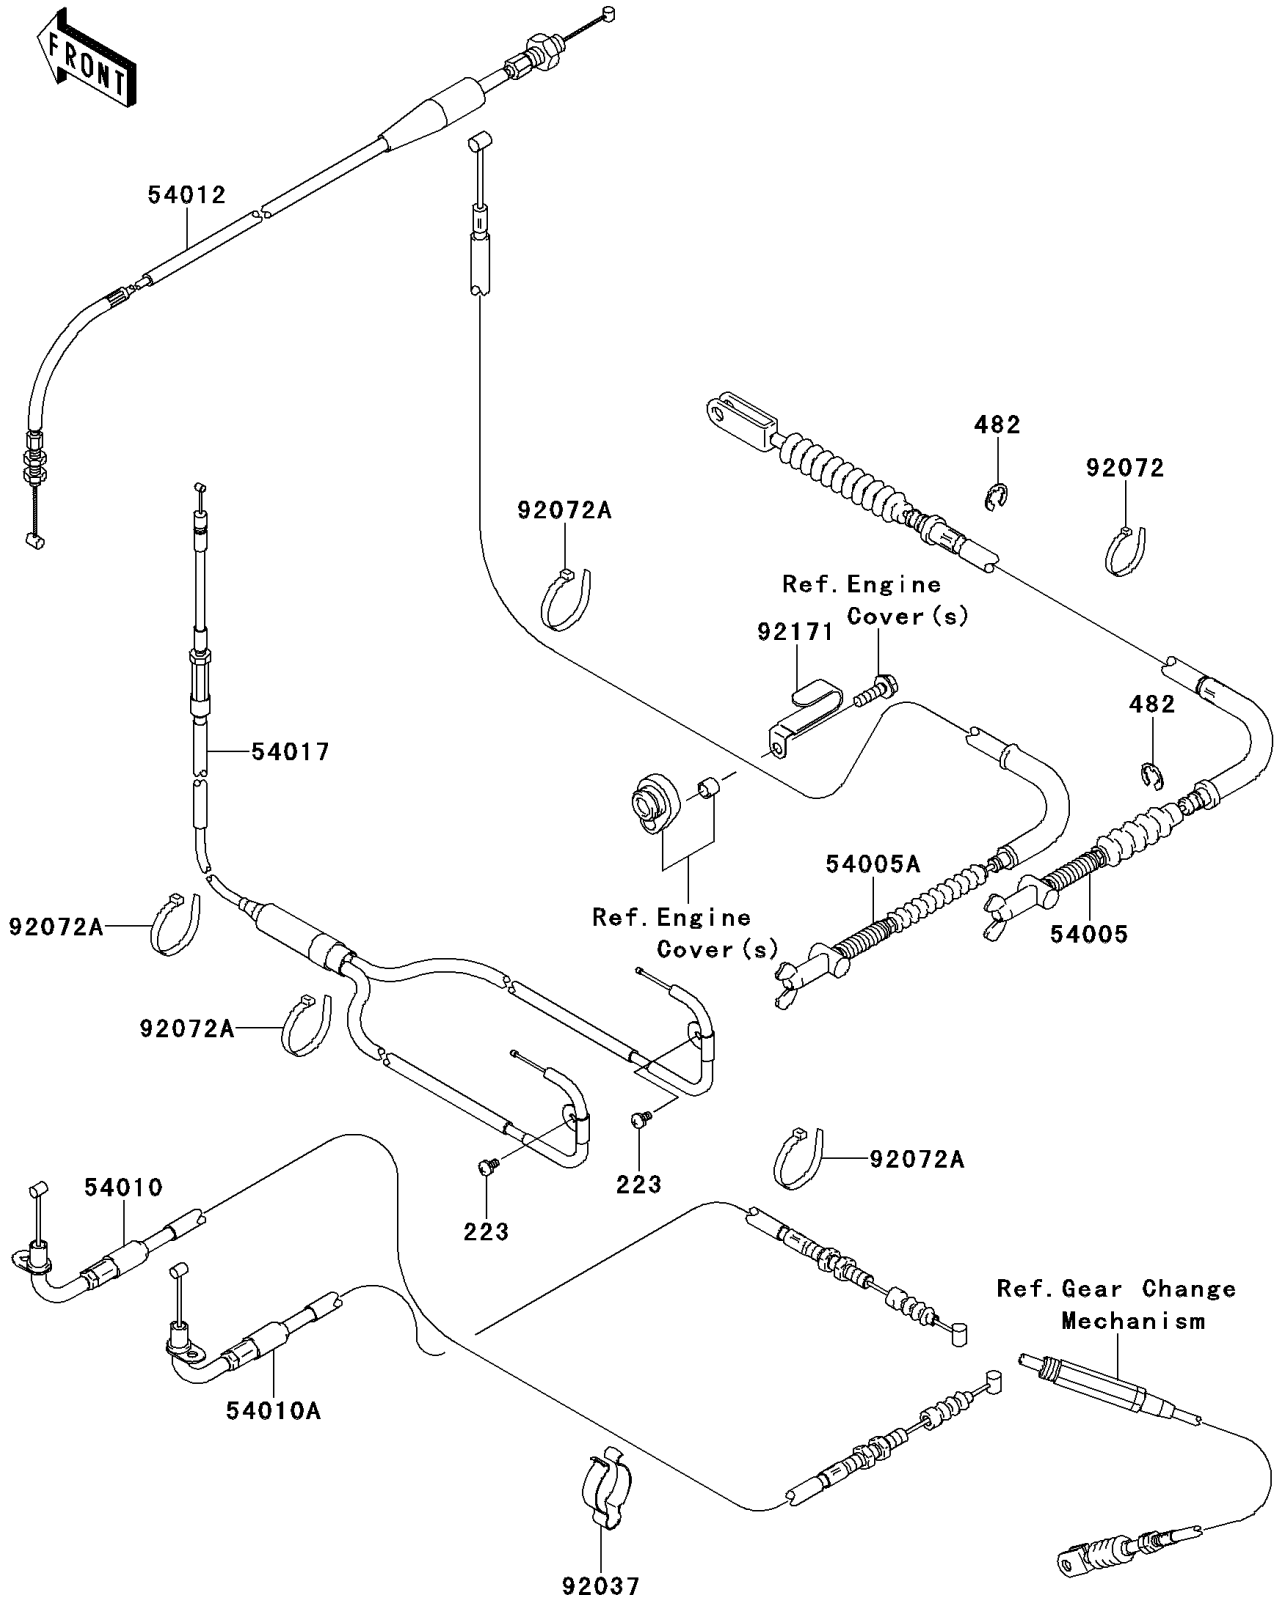 FRONT
54012
482
92072
92072A
Ref.Engine
Cover(s)
92171
482
54017
54005A
92072A
Ref.Engine
Cover(s)
54005
92072A
92072A
223
54010
223
Ref.Gear Change
Mechanism
54010A
92037